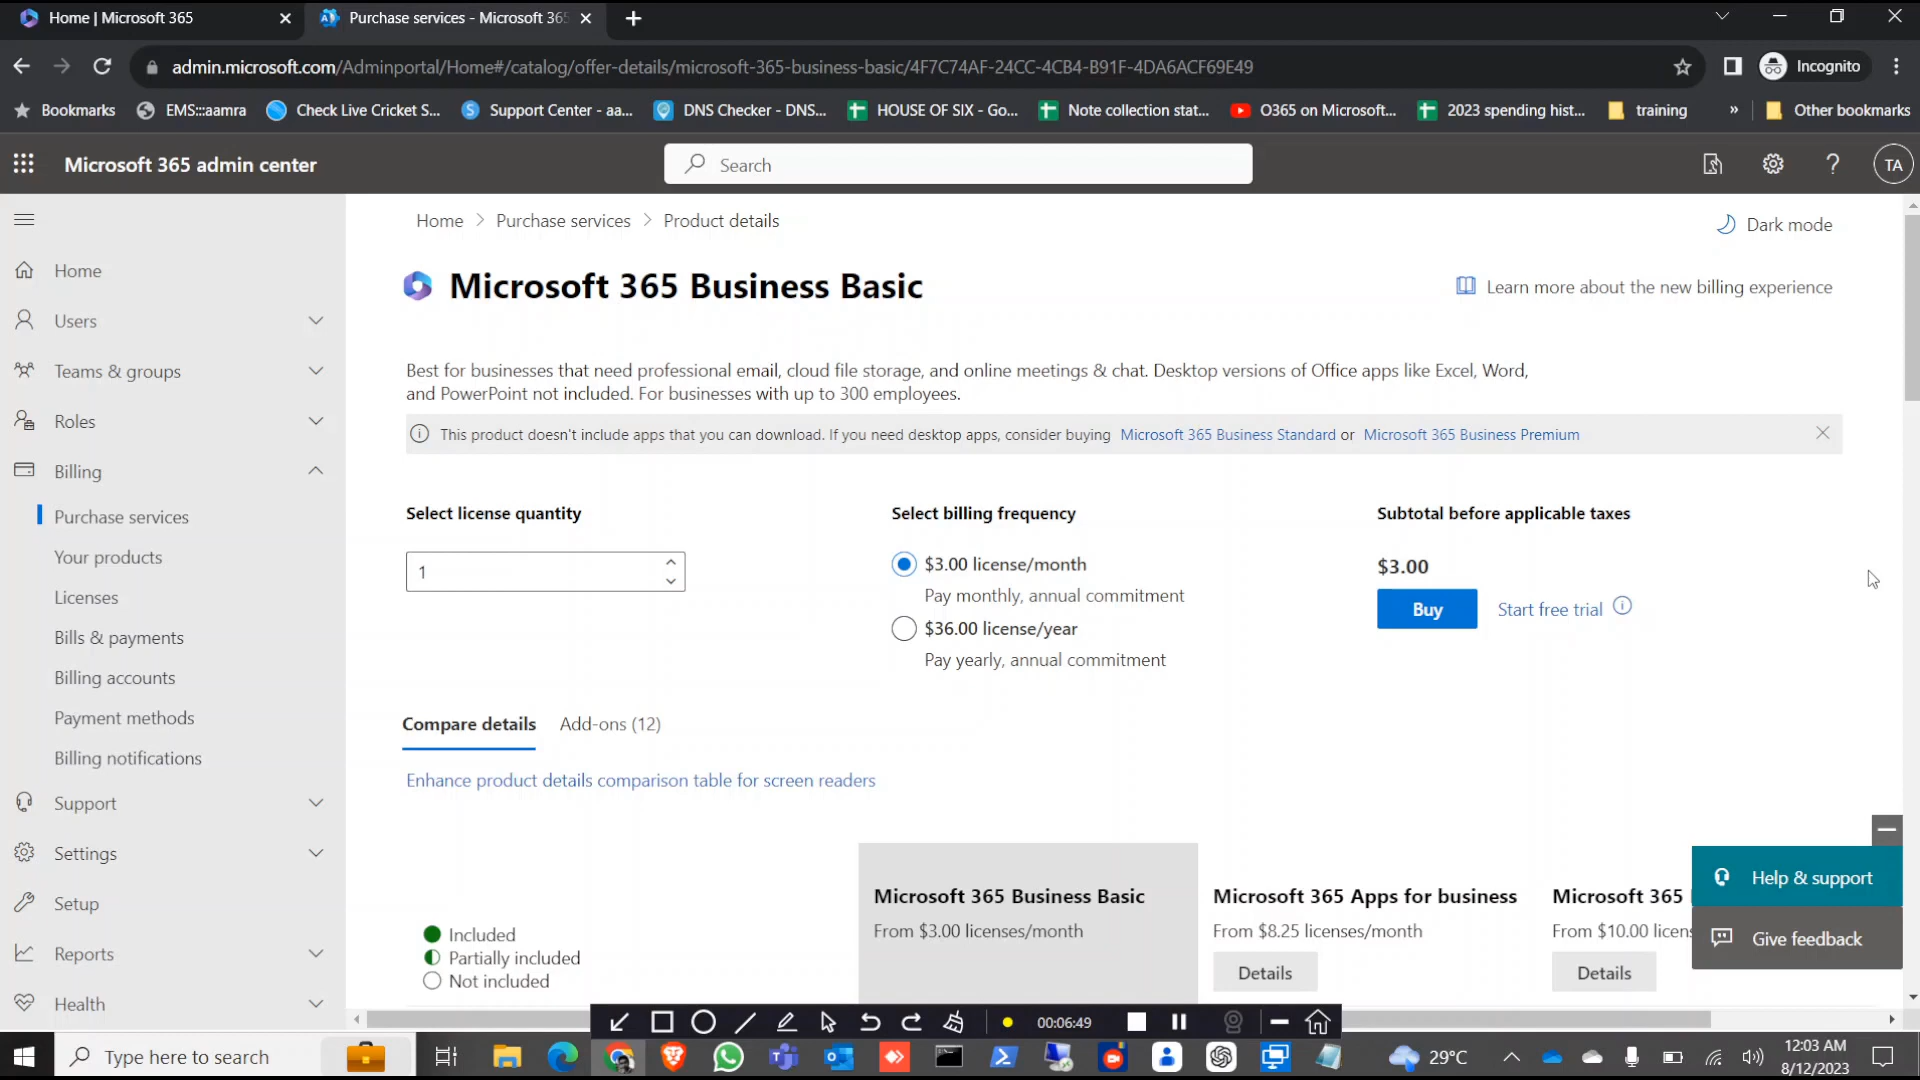 Home | Microsoft 365
Purchase services - Microsoft 365
admin.microsoft.com/Adminportal/Home#/catalog/offer-details/microsoft-365-business-basic/4F7C74AF-24CC-4CB4-B91F-4DA6ACF69E49
Incognito
Bookmarks
EMS:::aamra
Check Live Cricket S...
Support Center - aa...
DNS Checker - DNS...
HOUSE OF SIX - Go...
Note collection stat...
O365 on Microsoft...
2023 spending hist...
training
»
Other bookmarks
Microsoft 365 admin center
Search
TA
Home > Purchase services > Product details
Dark mode
Microsoft 365 Business Basic
Learn more about the new billing experience
Best for businesses that need professional email, cloud file storage, and online meetings & chat. Desktop versions of Office apps like Excel, Word,
and PowerPoint not included. For businesses with up to 300 employees.
This product doesn't include apps that you can download. If you need desktop apps, consider buying Microsoft 365 Business Standard or Microsoft 365 Business Premium
Home
Users
Teams & groups
Roles
Billing
Purchase services
Your products
Licenses
Bills & payments
Billing accounts
Payment methods
Billing notifications
Support
Settings
Setup
Reports
Health
Select license quantity
1
Select billing frequency
$3.00 license/month
Pay monthly, annual commitment
$36.00 license/year
Pay yearly, annual commitment
Subtotal before applicable taxes
$3.00
Buy
Start free trial
Compare details
Add-ons (12)
Enhance product details comparison table for screen readers
Included
Partially included
Not included
Microsoft 365 Business Basic
From $3.00 licenses/month
Microsoft 365 Apps for business
From $8.25 licenses/month
Details
Microsoft 365
From $10.00 licens
Details
Help & support
Give feedback
00:06:49
Type here to search
29°C
12:03 AM
8/12/2023